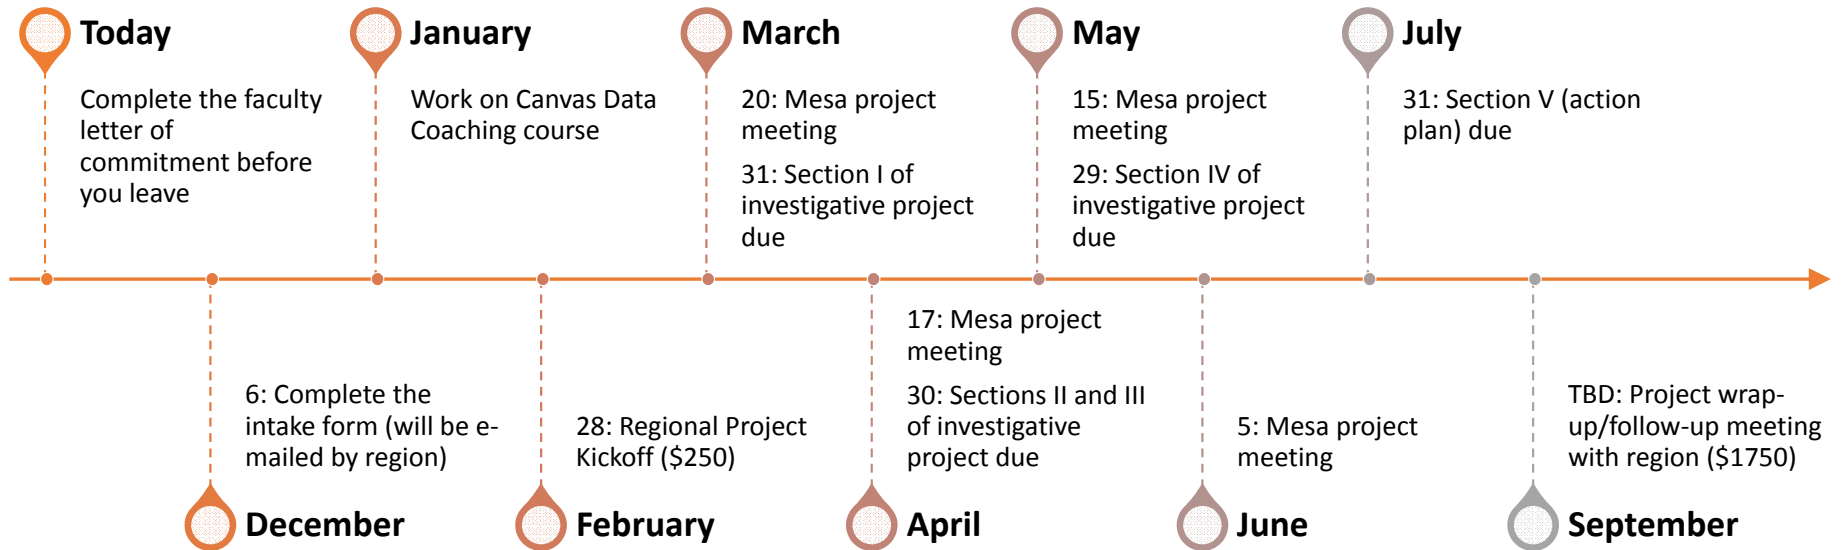 Today
Complete the faculty
letter of
commitment before
you leave
December
6: Complete the
intake form (will be e-
mailed by region)
January
Work on Canvas Data
Coaching course
February
28: Regional Project
Kickoff ($250)
March
20: Mesa project
meeting
31: Section I of
investigative project
due
April
17: Mesa project
meeting
30: Sections II and III
of investigative
project due
May
15: Mesa project
meeting
29: Section IV of
investigative project
due
June
5: Mesa project
meeting
July
31: Section V (action
plan) due
September
TBD: Project wrap-
up/follow-up meeting
with region ($1750)